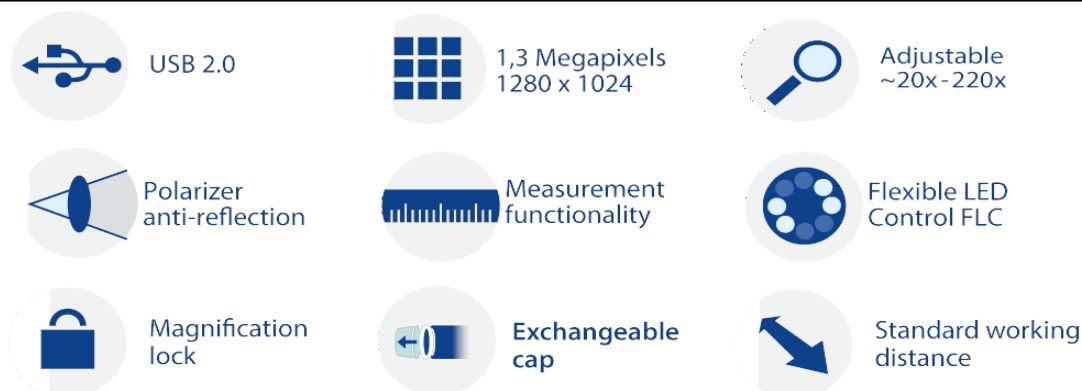 USB 2.0
1,3 Megapixels
1280 x 1024
Adjustable
~20x-220x
Polarizer
anti-reflection
Measurement
functionality
Flexible LED
Control FLC
Magnification
lock
Exchangeable
cap
Standard working
distance